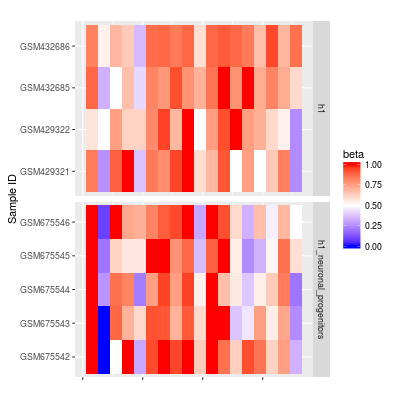 GSM432686
GSM432685
GSM429322
GSM429321
h1
GSM675546
GSM675545
GSM675544
GSM675543
GSM675542
h1_neuronal_progenitors
Sample ID
beta
1.00
0.75
0.50
0.25
0.00